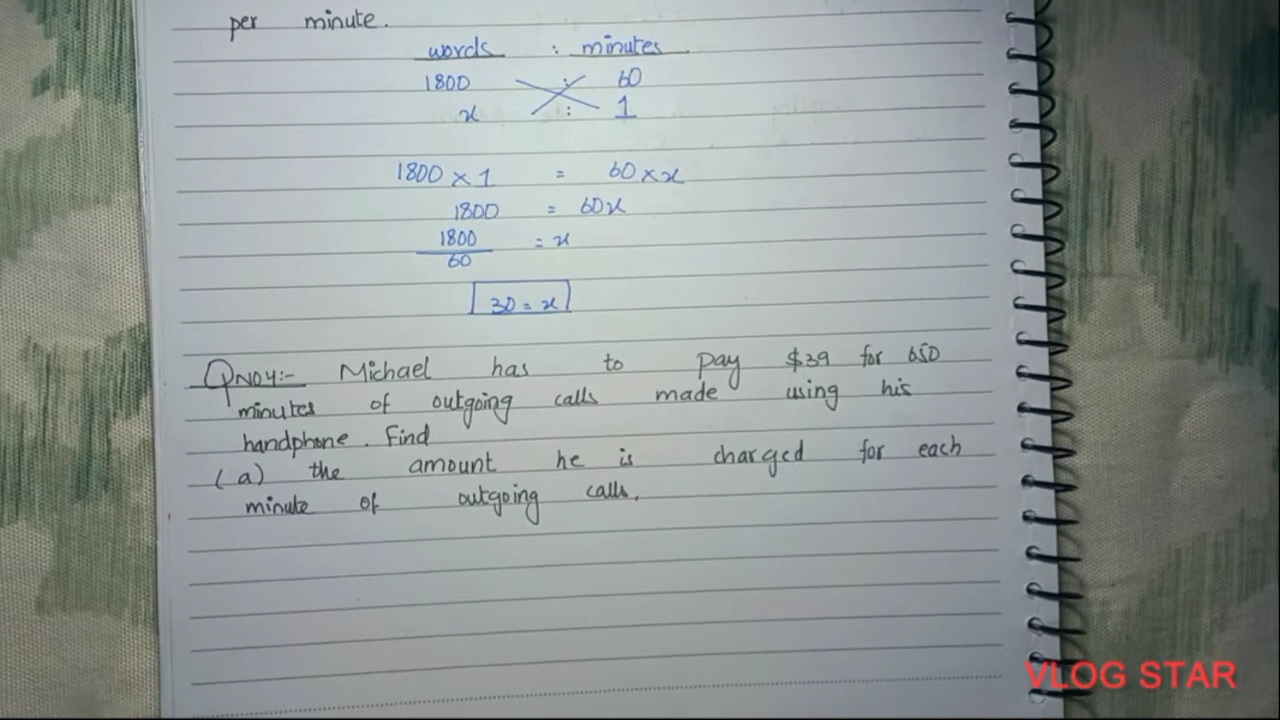 per minute.
words : minutes
1800 : 60
x : 1
1800 × 1 = 60 × x
1800 = 60x
1800 = x
60
30 = x
QNO4:- Michael has to pay $39 for 650
minutes of outgoing calls made using his
handphone. Find
(a) the amount he is charged for each
minute of outgoing calls.
VLOG STAR